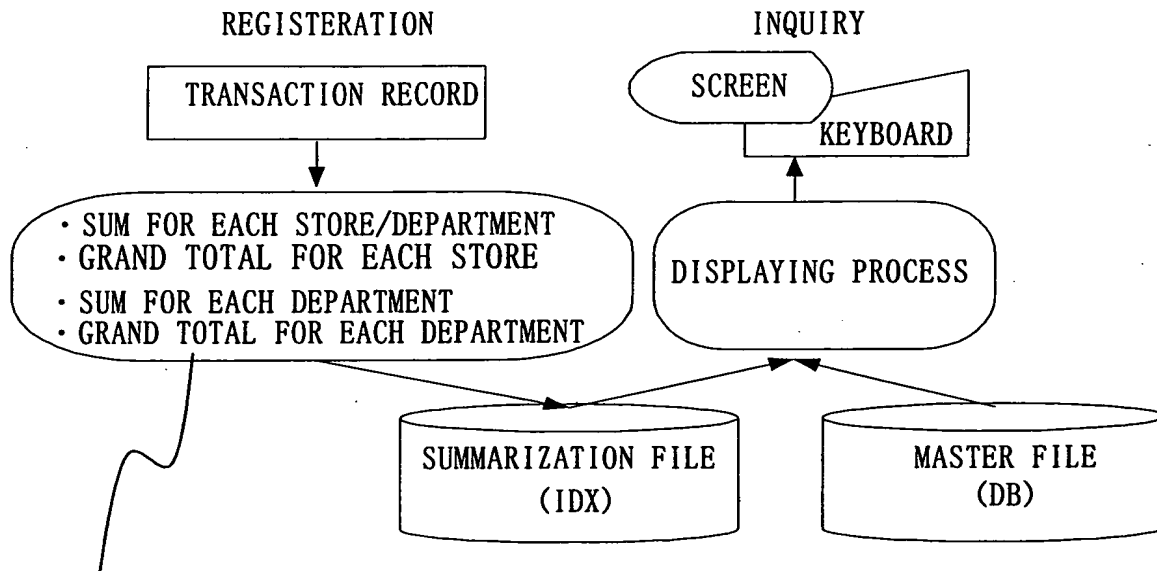 REGISTERATION
TRANSACTION RECORD
・SUM FOR EACH STORE/DEPARTMENT
・GRAND TOTAL FOR EACH STORE
・SUM FOR EACH DEPARTMENT
・GRAND TOTAL FOR EACH DEPARTMENT
INQUIRY
SCREEN
KEYBOARD
DISPLAYING PROCESS
SUMMARIZATION FILE
(IDX)
MASTER FILE
(DB)